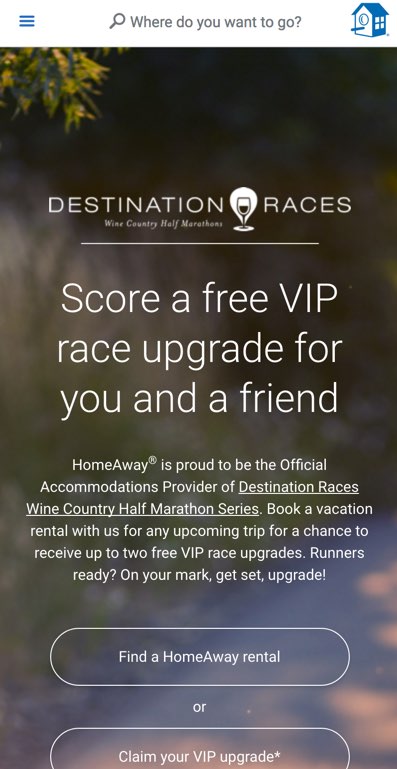 Where do you want to go?
DESTINATION RACES
Wine Country Half Marathons
Score a free VIP
race upgrade for
you and a friend
HomeAway® is proud to be the Official
Accommodations Provider of Destination Races
Wine Country Half Marathon Series. Book a vacation
rental with us for any upcoming trip for a chance to
receive up to two free VIP race upgrades. Runners
ready? On your mark, get set, upgrade!
Find a HomeAway rental
or
Claim your VIP upgrade*